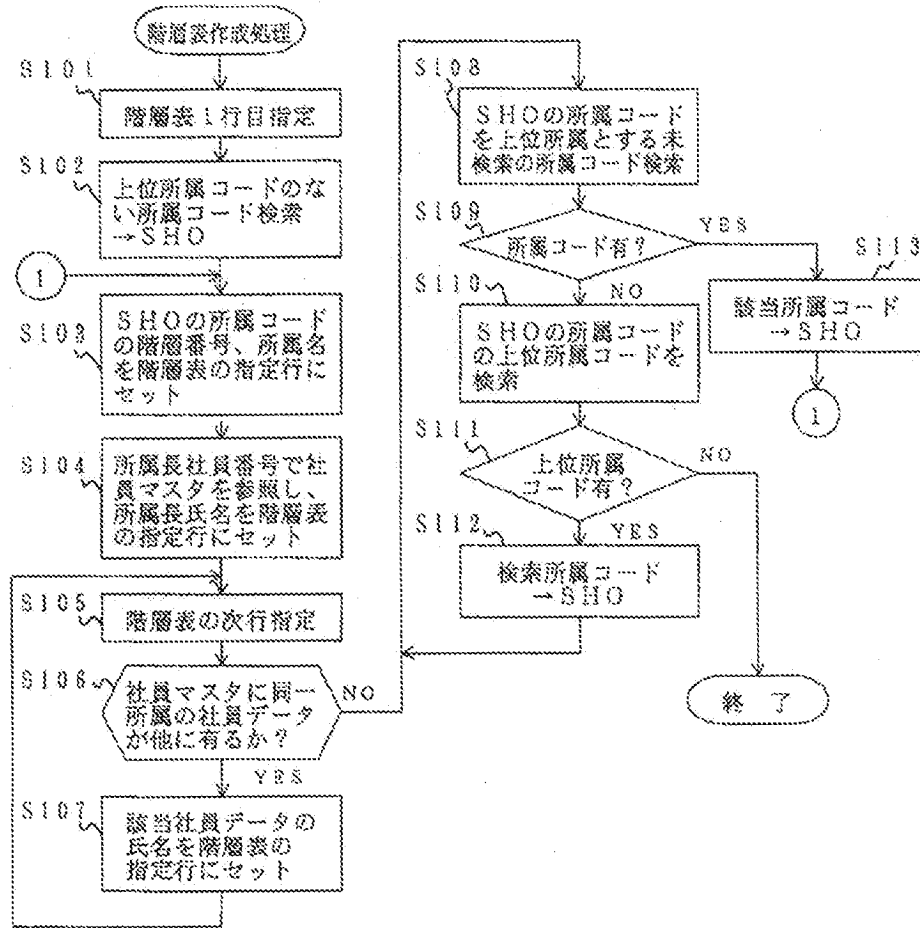 階層表作成処理
S101
階層表1行目指定
S102
上位所属コードのな
い所属コード検索
→SHO
1
S103
SHOの所属コード
の階層番号、所属名
を階層表の指定行に
セット
S104
所属長社員番号で社
員マスタを参照し、
所属長氏名を階層表
の指定行にセット
S105
階層表の次行指定
S106
社員マスタに同一
所属の社員データ
が他に有るか?
NO
YES
S107
該当社員データの
氏名を階層表の
指定行にセット
S108
SHOの所属コード
を上位所属とする未
検索の所属コード検索
S109
所属コード有?
YES
NO
S113
該当所属コード
→SHO
1
S110
SHOの所属コード
の上位所属コードを
検索
S111
上位所属
コード有?
NO
YES
S112
検索所属コード
→SHO
終了